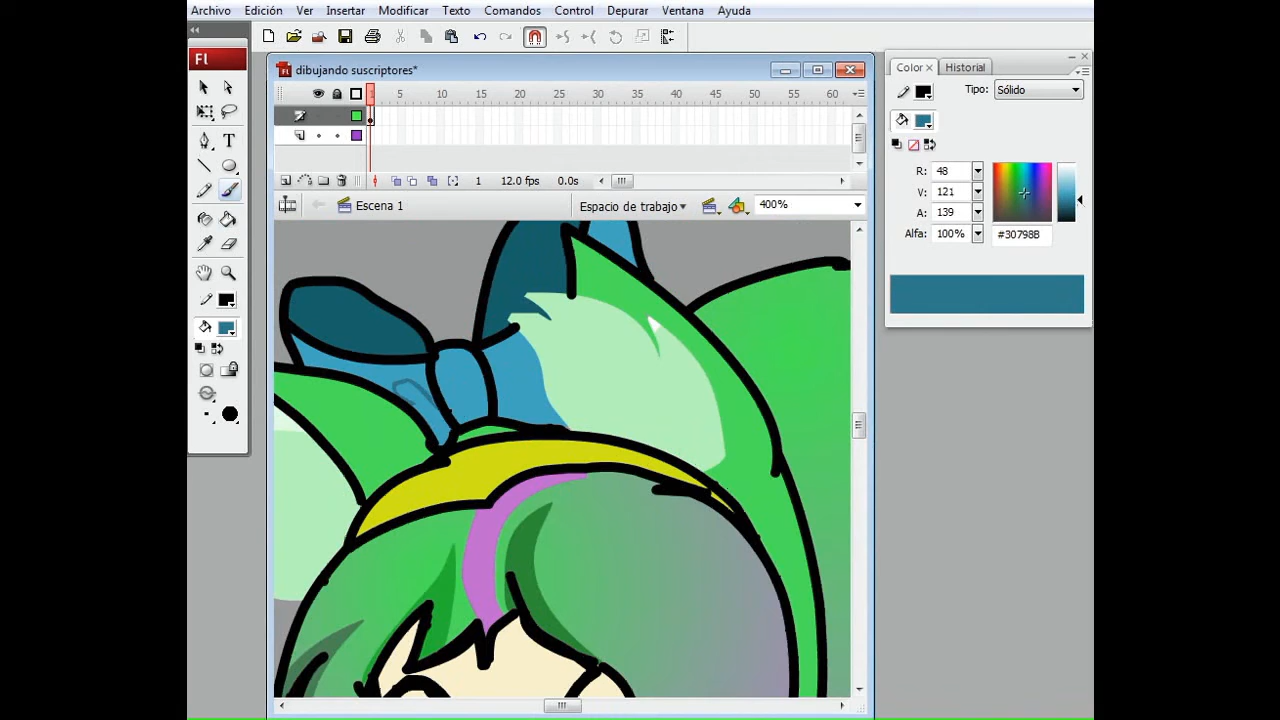 Archivo Edición Ver Insertar Modificar Texto Comandos Control Depurar Ventana Ayuda
Fl
dibujando suscriptores*
1 5 10 15 20 25 30 35 40 45 50 55 60
1 12.0 fps 0.0s
Escena 1 Espacio de trabajo 400%
T
Color Historial
Tipo: Sólido
R: 48
V: 121
A: 139
Alfa: 100% #30798B